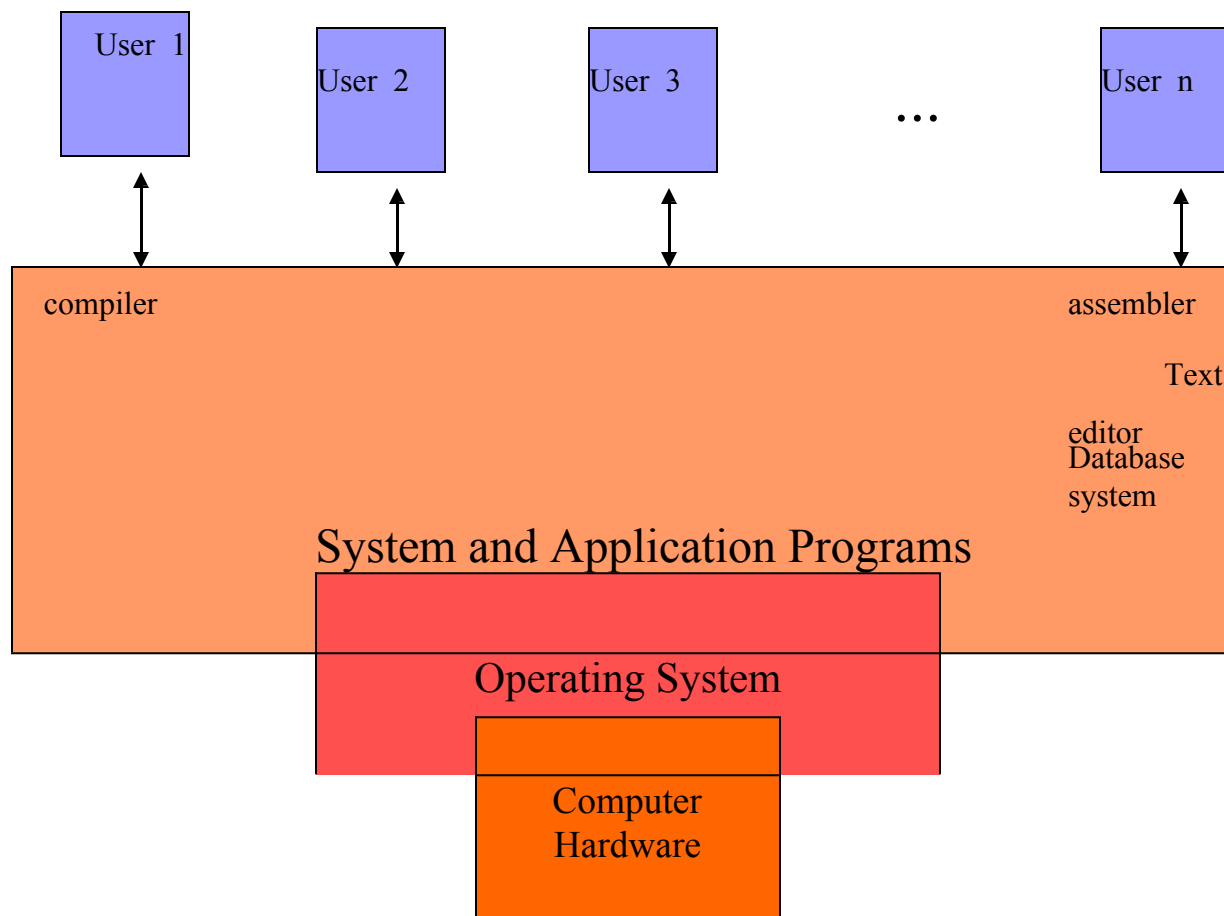 User 1
User 2
User 3
...
User n
compiler
assembler
Text
editor
Database
system
System and Application Programs
Operating System
Computer
Hardware